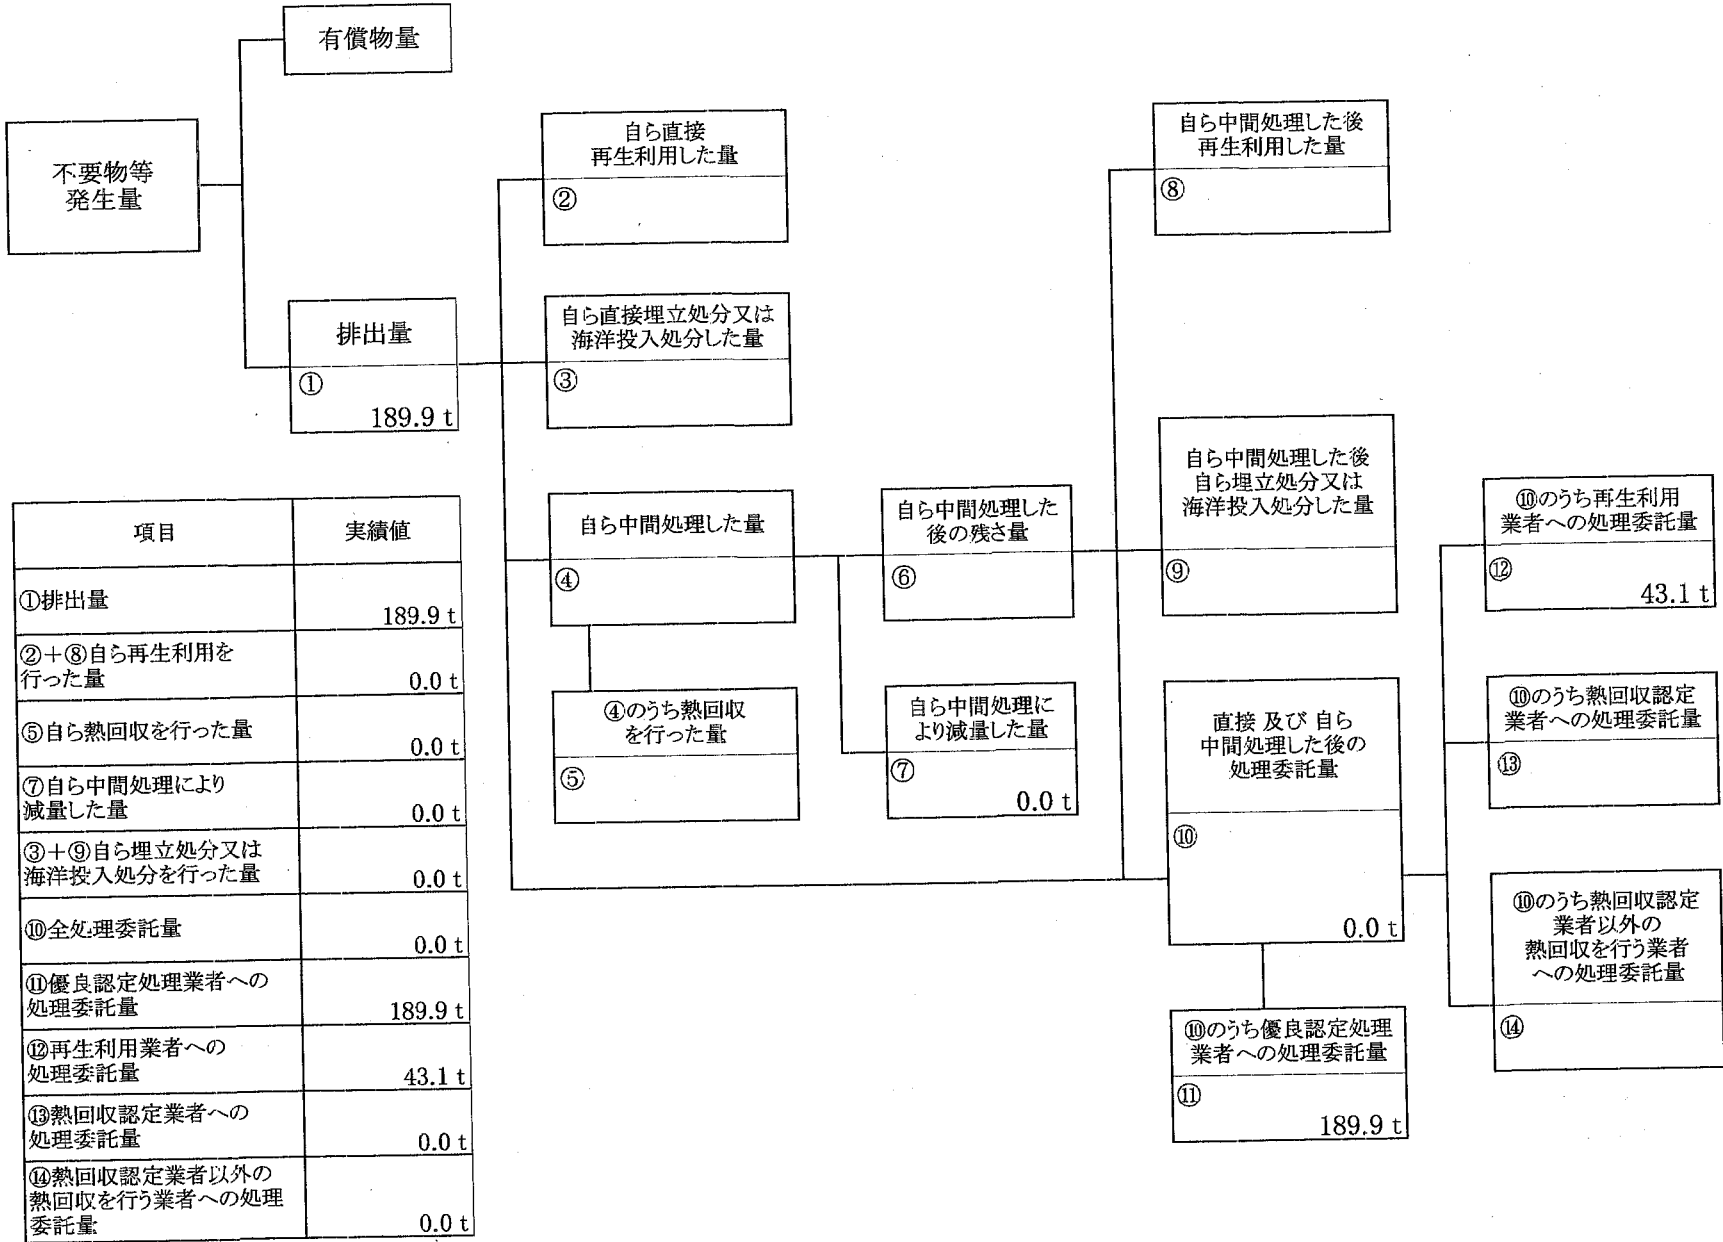 有償物量
不要物等
発生量
排出量
①
189.9 t
自ら直接
再生利用した量
②
自ら直接埋立処分又は
海洋投入処分した量
③
自ら中間処理した量
④
④のうち熱回収
を行った量
⑤
自ら中間処理した
後の残さ量
⑥
自ら中間処理に
より減量した量
⑦
0.0 t
自ら中間処理した後
再生利用した量
⑧
自ら中間処理した後
自ら埋立処分又は
海洋投入処分した量
⑨
直接 及び 自ら
中間処理した後の
処理委託量
⑩
0.0 t
⑩のうち優良認定処理
業者への処理委託量
⑪
189.9 t
⑩のうち再生利用
業者への処理委託量
⑫
43.1 t
⑩のうち熱回収認定
業者への処理委託量
⑬
⑩のうち熱回収認定
業者以外の
熱回収を行う業者
への処理委託量
⑭
項目 実績値
①排出量
189.9 t
②+⑧自ら再生利用を
行った量 0.0 t
⑤自ら熱回収を行った量
0.0 t
⑦自ら中間処理により
減量した量 0.0 t
③+⑨自ら埋立処分又は
海洋投入処分を行った量 0.0 t
⑩全処理委託量
0.0 t
⑪優良認定処理業者への
処理委託量 189.9 t
⑫再生利用業者への
処理委託量 43.1 t
⑬熱回収認定業者への
処理委託量 0.0 t
⑭熱回収認定業者以外の
熱回収を行う業者への処理
委託量 0.0 t